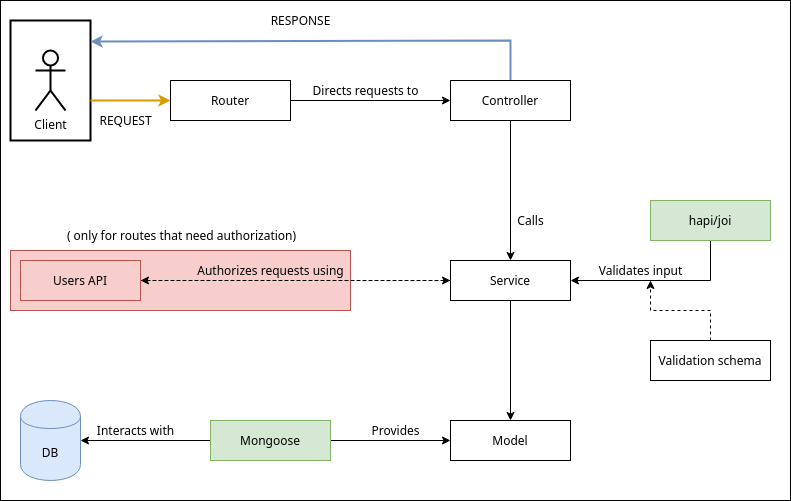 RESPONSE
Client
REQUEST
Router
Directs requests to
Controller
Calls
hapi/joi
( only for routes that need authorization)
Users API
Authorizes requests using
Service
Validates input
Validation schema
DB
Interacts with
Mongoose
Provides
Model